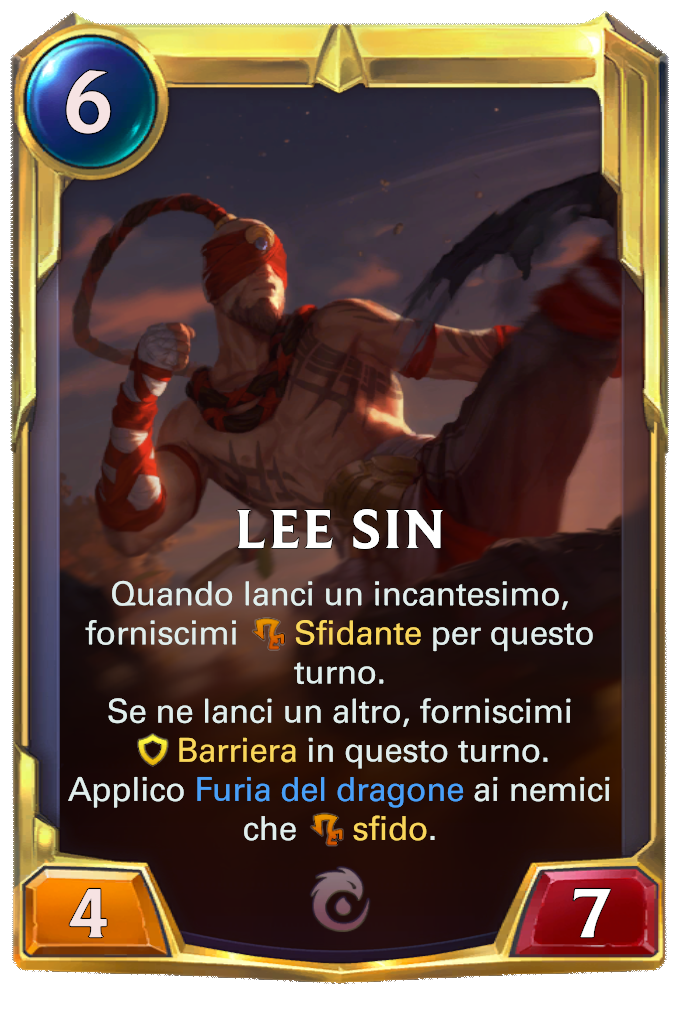 6
LEE SIN
Quando lanci un incantesimo,
forniscimi Sfidante per questo
turno.
Se ne lanci un altro, forniscimi
Barriera in questo turno.
Applico Furia del dragone ai nemici
che sfido.
4
7